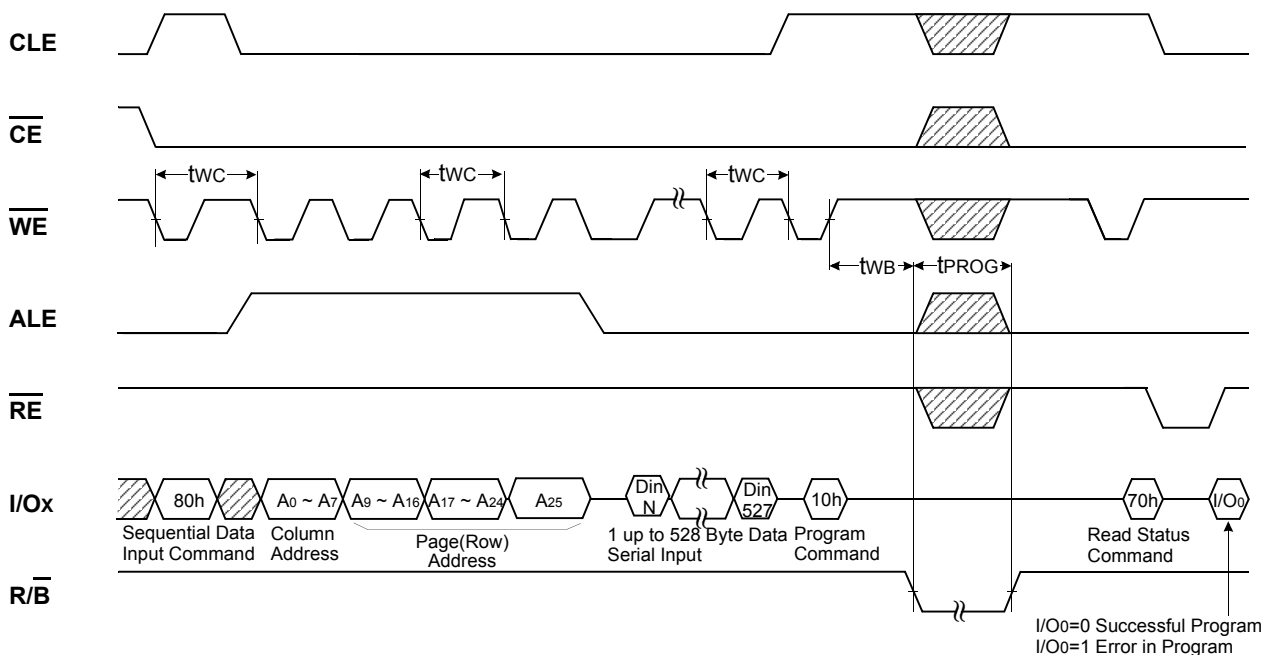 CLE
CE
tWC tWC tWC
WE
tWB tPROG
ALE
RE
I/Ox 80h A0 ~ A7 A9 ~ A16 A17 ~ A24 A25 Din N Din 527 10h 70h I/O0
Sequential Data Input Command
Column Address
Page(Row) Address
1 up to 528 Byte Data Serial Input
Program Command
Read Status Command
R/B
I/O0=0 Successful Program
I/O0=1 Error in Program